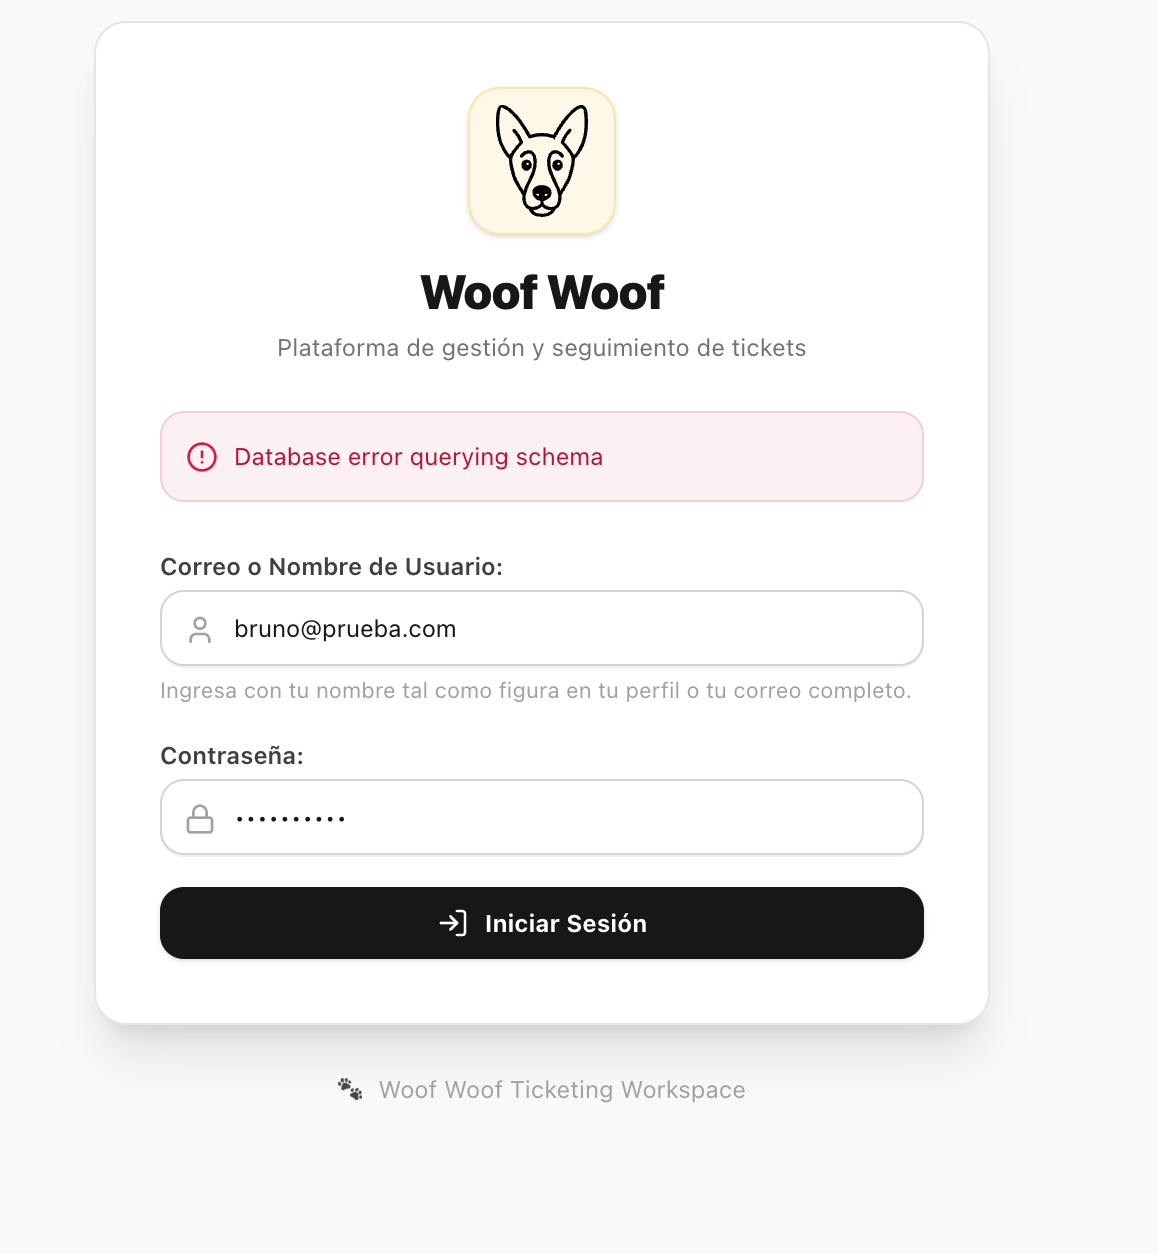 Woof Woof
Plataforma de gestión y seguimiento de tickets
Database error querying schema
Correo o Nombre de Usuario:
bruno@prueba.com
Ingresa con tu nombre tal como figura en tu perfil o tu correo completo.
Contraseña:
••••••••••
Iniciar Sesión
Woof Woof Ticketing Workspace